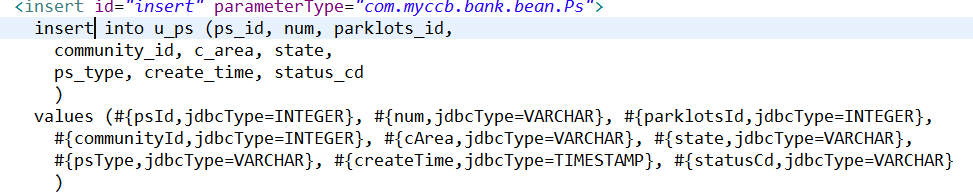 <insert id="insert" parameterType="com.myccb.bank.bean.Ps">
insert into u_ps (ps_id, num, parklots_id,
community_id, c_area, state,
ps_type, create_time, status_cd
)
values (#{psId,jdbcType=INTEGER}, #{num,jdbcType=VARCHAR}, #{parklotsId,jdbcType=INTEGER},
#{communityId,jdbcType=INTEGER}, #{cArea,jdbcType=VARCHAR}, #{state,jdbcType=VARCHAR},
#{psType,jdbcType=VARCHAR}, #{createTime,jdbcType=TIMESTAMP}, #{statusCd,jdbcType=VARCHAR}
)